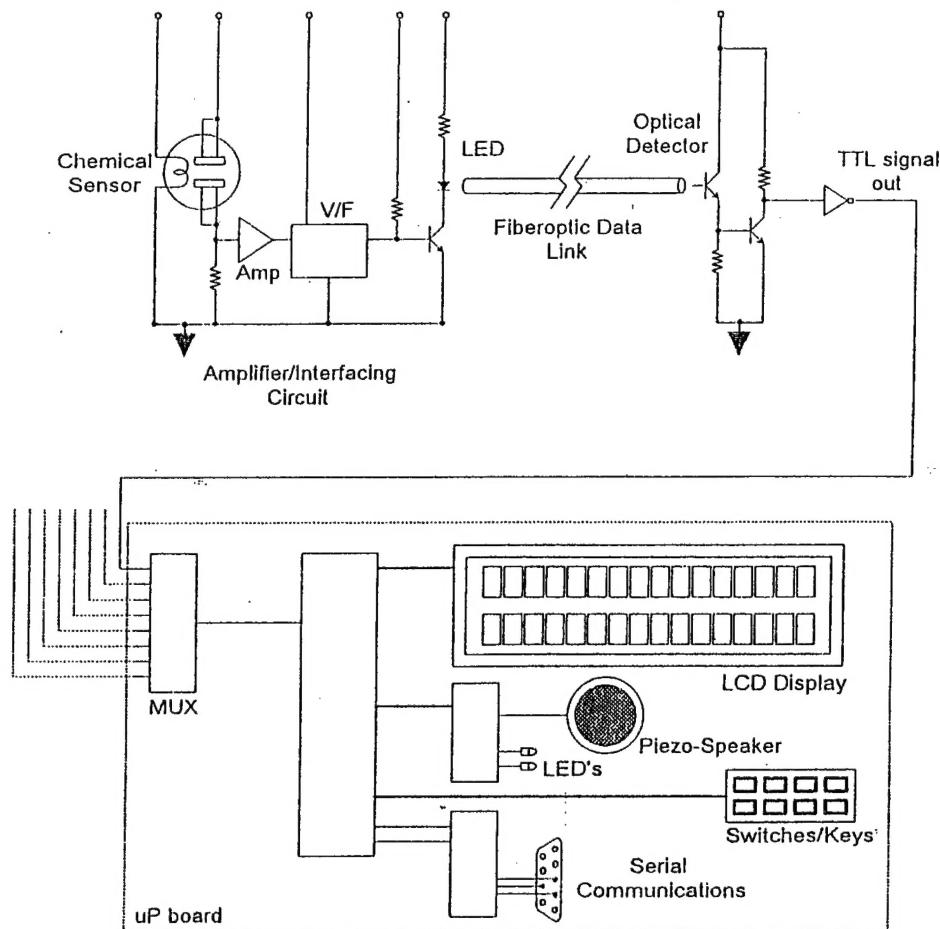 Chemical
Sensor
V/F
Amp
LED
Fiberoptic Data
Link
Optical
Detector
TTL signal
out
Amplifier/Interfacing
Circuit
MUX
LCD Display
Piezo-Speaker
LED's
Switches/Keys
Serial
Communications
uP board